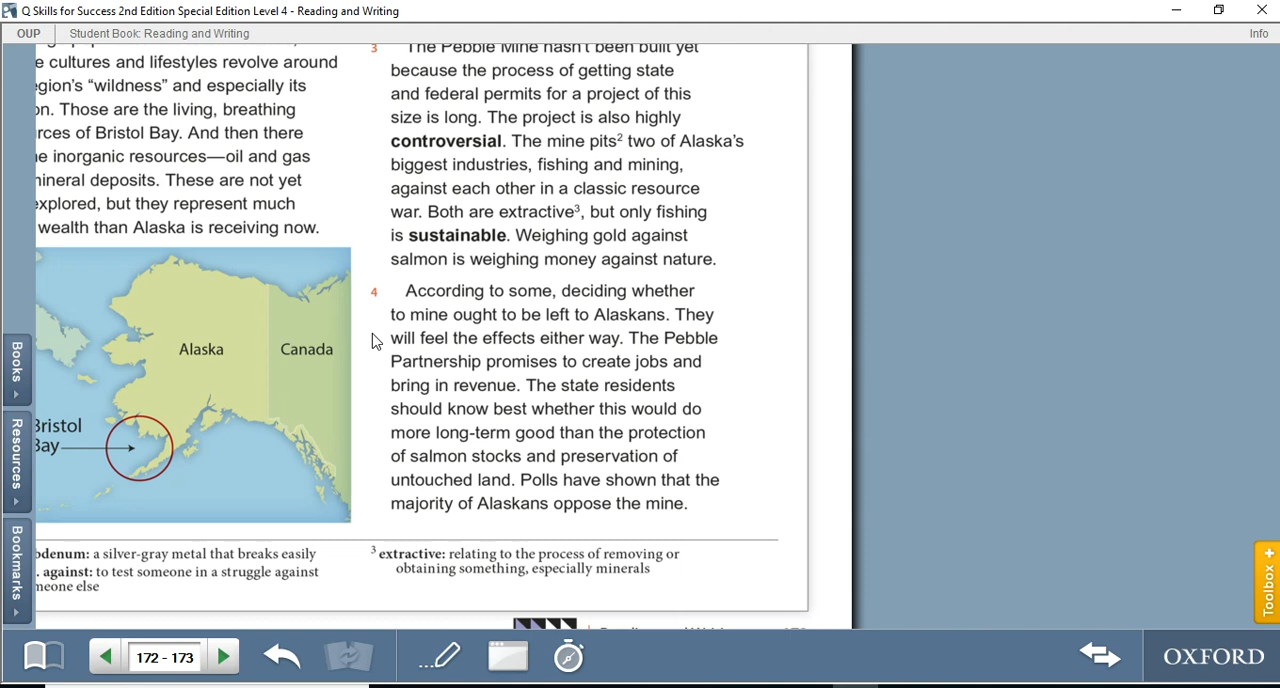 Q Skills for Success 2nd Edition Special Edition Level 4 - Reading and Writing
OUP
Student Book: Reading and Writing
Info
e cultures and lifestyles revolve around
egion's “wildness” and especially its
on. Those are the living, breathing
rces of Bristol Bay. And then there
e inorganic resources—oil and gas
mineral deposits. These are not yet
explored, but they represent much
wealth than Alaska is receiving now.
Alaska
Canada
Bristol
Bay
bdenum: a silver-gray metal that breaks easily
. against: to test someone in a struggle against
meone else
3 The Pebble Mine hasn't been built yet
because the process of getting state
and federal permits for a project of this
size is long. The project is also highly
controversial. The mine pits² two of Alaska's
biggest industries, fishing and mining,
against each other in a classic resource
war. Both are extractive³, but only fishing
is sustainable. Weighing gold against
salmon is weighing money against nature.
4 According to some, deciding whether
to mine ought to be left to Alaskans. They
will feel the effects either way. The Pebble
Partnership promises to create jobs and
bring in revenue. The state residents
should know best whether this would do
more long-term good than the protection
of salmon stocks and preservation of
untouched land. Polls have shown that the
majority of Alaskans oppose the mine.
³ extractive: relating to the process of removing or
obtaining something, especially minerals
Books
Resources
Bookmarks
Toolbox +
172 - 173
OXFORD